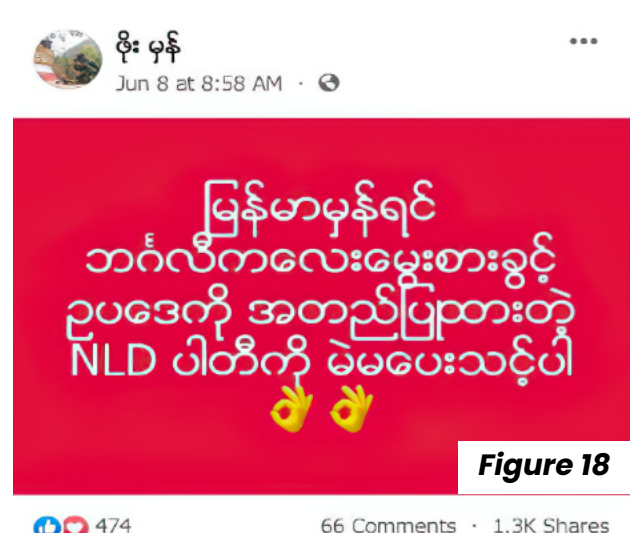 ဖိုး မှန်
Jun 8 at 8:58 AM ·
မြန်မာမှန်ရင်
ဘင်္ဂလီကလေးမွေးစားခွင့်
ဥပဒေကို အတည်ပြုထားတဲ့
NLD ပါတီကို မဲမပေးသင့်ပါ
👌 👌
Figure 18
474
66 Comments · 1.3K Shares